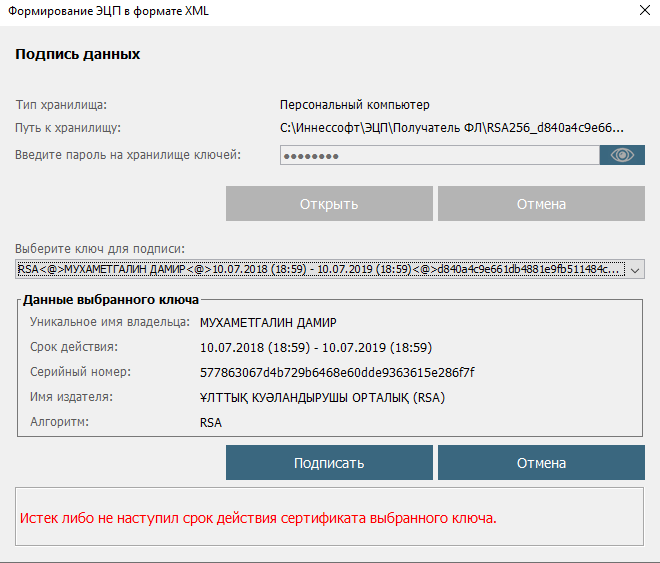 Формирование ЭЦП в формате XML
Подпись данных
Тип хранилища: Персональный компьютер
Путь к хранилищу: C:\Иннессофт\ЭЦП\Получатель ФЛ\RSA256_d840a4c9e66...
Введите пароль на хранилище ключей: ●●●●●●●●
Открыть Отмена
Выберите ключ для подписи:
RSA<@>МУХАМЕТГАЛИН ДАМИР<@>10.07.2018 (18:59) - 10.07.2019 (18:59)<@>d840a4c9e661db4881e9fb511484c...
Данные выбранного ключа
Уникальное имя владельца: МУХАМЕТГАЛИН ДАМИР
Срок действия: 10.07.2018 (18:59) - 10.07.2019 (18:59)
Серийный номер: 577863067d4b729b6468e60dde9363615e286f7f
Имя издателя: ҰЛТТЫҚ КУӘЛАНДЫРУШЫ ОРТАЛЫҚ (RSA)
Алгоритм: RSA
Подписать Отмена
Истек либо не наступил срок действия сертификата выбранного ключа.